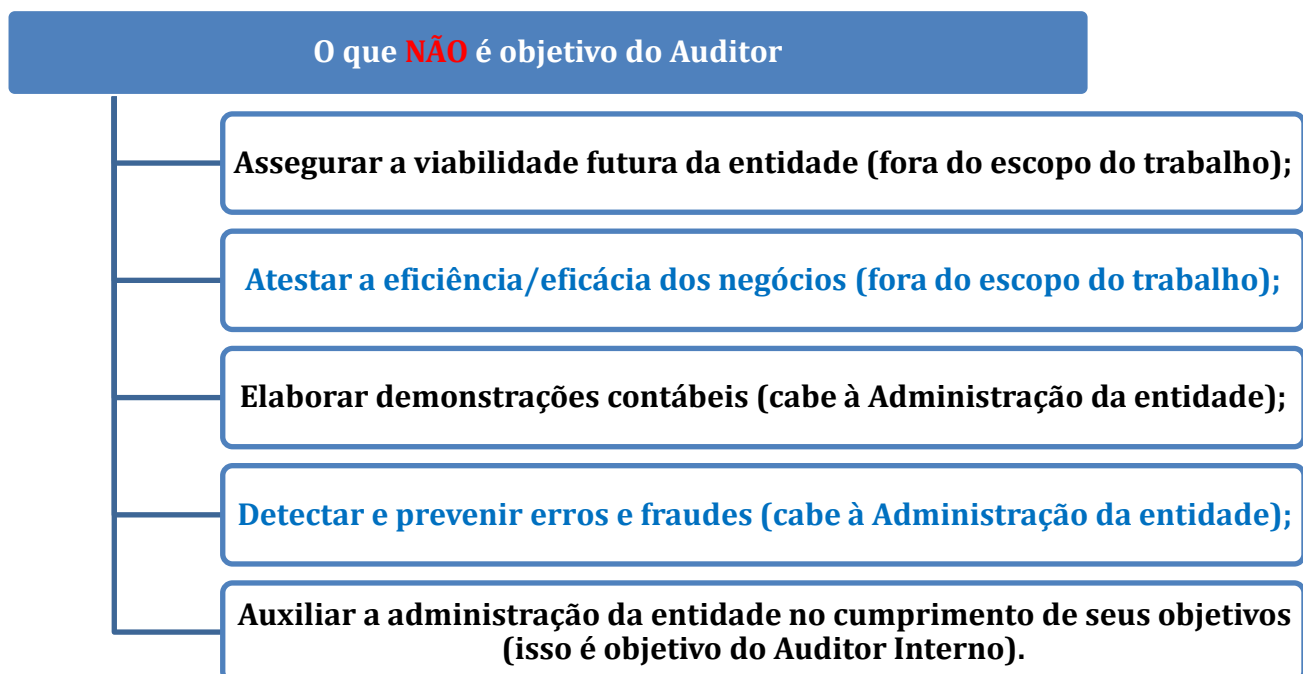 O que NÃO é objetivo do Auditor
Assegurar a viabilidade futura da entidade (fora do escopo do trabalho);
Atestar a eficiência/eficácia dos negócios (fora do escopo do trabalho);
Elaborar demonstrações contábeis (cabe à Administração da entidade);
Detectar e prevenir erros e fraudes (cabe à Administração da entidade);
Auxiliar a administração da entidade no cumprimento de seus objetivos
(isso é objetivo do Auditor Interno).